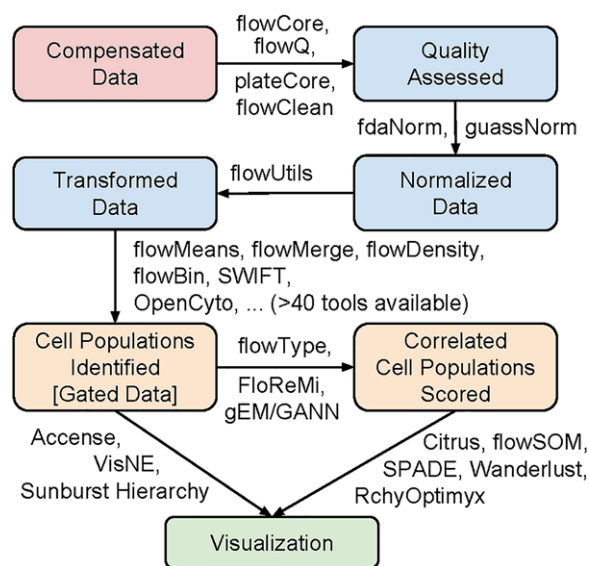 Compensated
Data
flowCore,
flowQ,
plateCore,
flowClean
Quality
Assessed
fdaNorm,
guassNorm
Normalized
Data
flowUtils
Transformed
Data
flowMeans, flowMerge, flowDensity,
flowBin, SWIFT,
OpenCyto, ... (>40 tools available)
Cell Populations
Identified
[Gated Data]
flowType,
FloReMi,
gEM/GANN
Correlated
Cell Populations
Scored
Accense,
VisNE,
Sunburst Hierarchy
Citrus, flowSOM,
SPADE, Wanderlust,
RchyOptimyx
Visualization